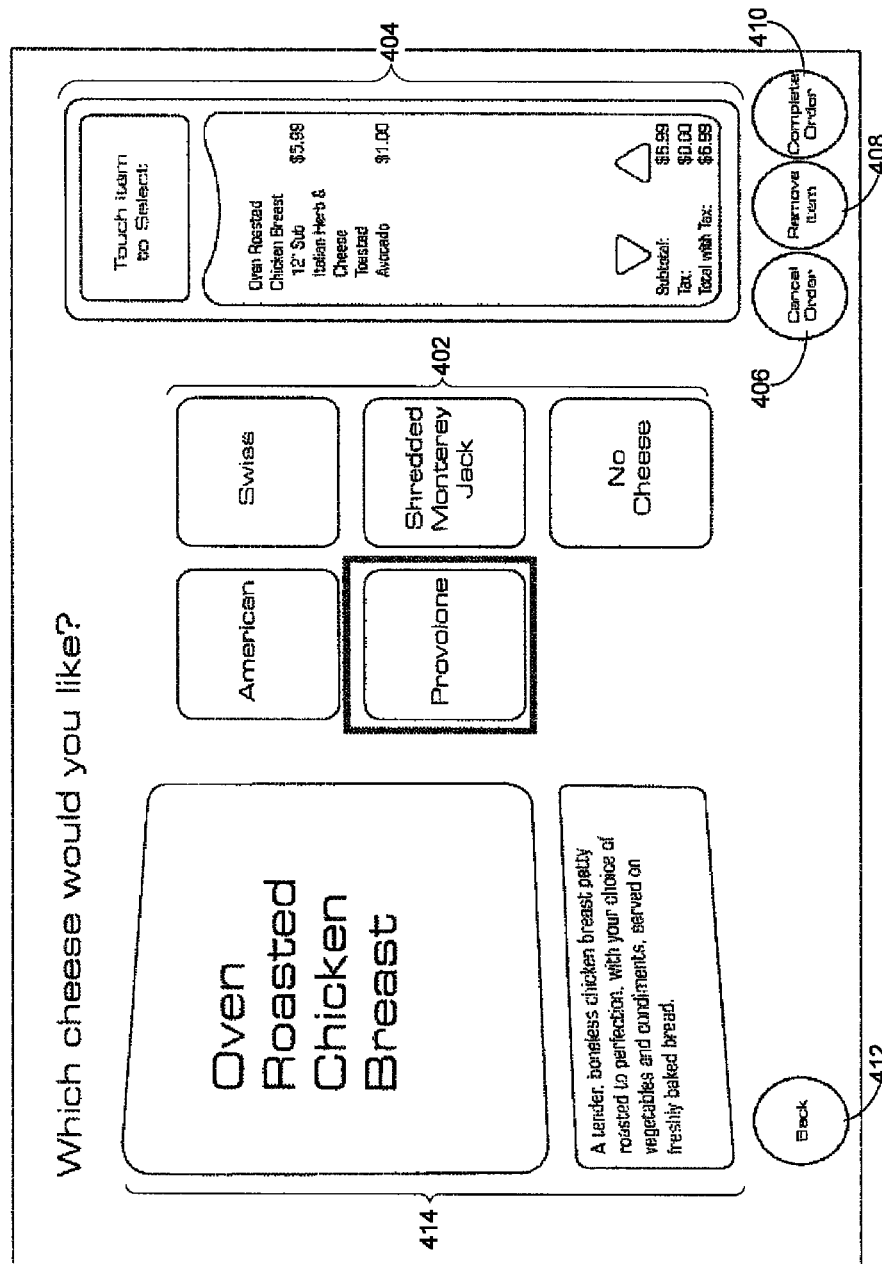 Which cheese would you like?
Oven
Roasted
Chicken
Breast
A tender, boneless chicken breast patty
roasted to perfection, with your choice of
vegetables and condiments, served on
freshly baked bread.
414
American
Swiss
Provolone
Shredded
Monterey
Jack
No
Cheese
402
Touch item
to Select:
Oven Roasted
Chicken Breast
12" Sub $5.99
Italian Herb &
Cheese
Toasted
Avocado $1.00
Subtotal: $6.99
Tax: $0.00
Total with Tax: $6.99
404
Back
412
Cancel
Order
406
Remove
Item
408
Complete
Order
410